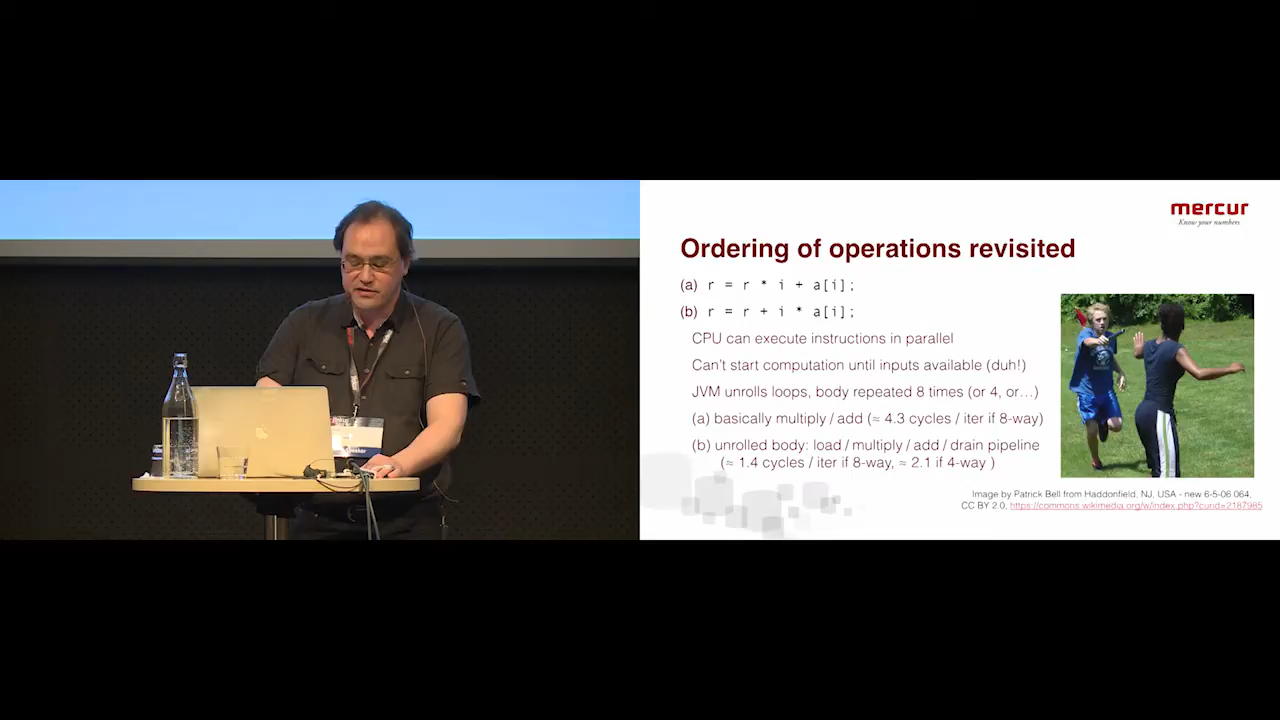 mercur
Know your numbers
Ordering of operations revisited
(a) r = r * i + a[i];
(b) r = r + i * a[i];
CPU can execute instructions in parallel
Can't start computation until inputs available (duh!)
JVM unrolls loops, body repeated 8 times (or 4, or…)
(a) basically multiply / add (≈ 4.3 cycles / iter if 8-way)
(b) unrolled body: load / multiply / add / drain pipeline
(≈ 1.4 cycles / iter if 8-way, ≈ 2.1 if 4-way )
Image by Patrick Bell from Haddonfield, NJ, USA - new 6-5-06 064,
CC BY 2.0, https://commons.wikimedia.org/w/index.php?curid=2187985